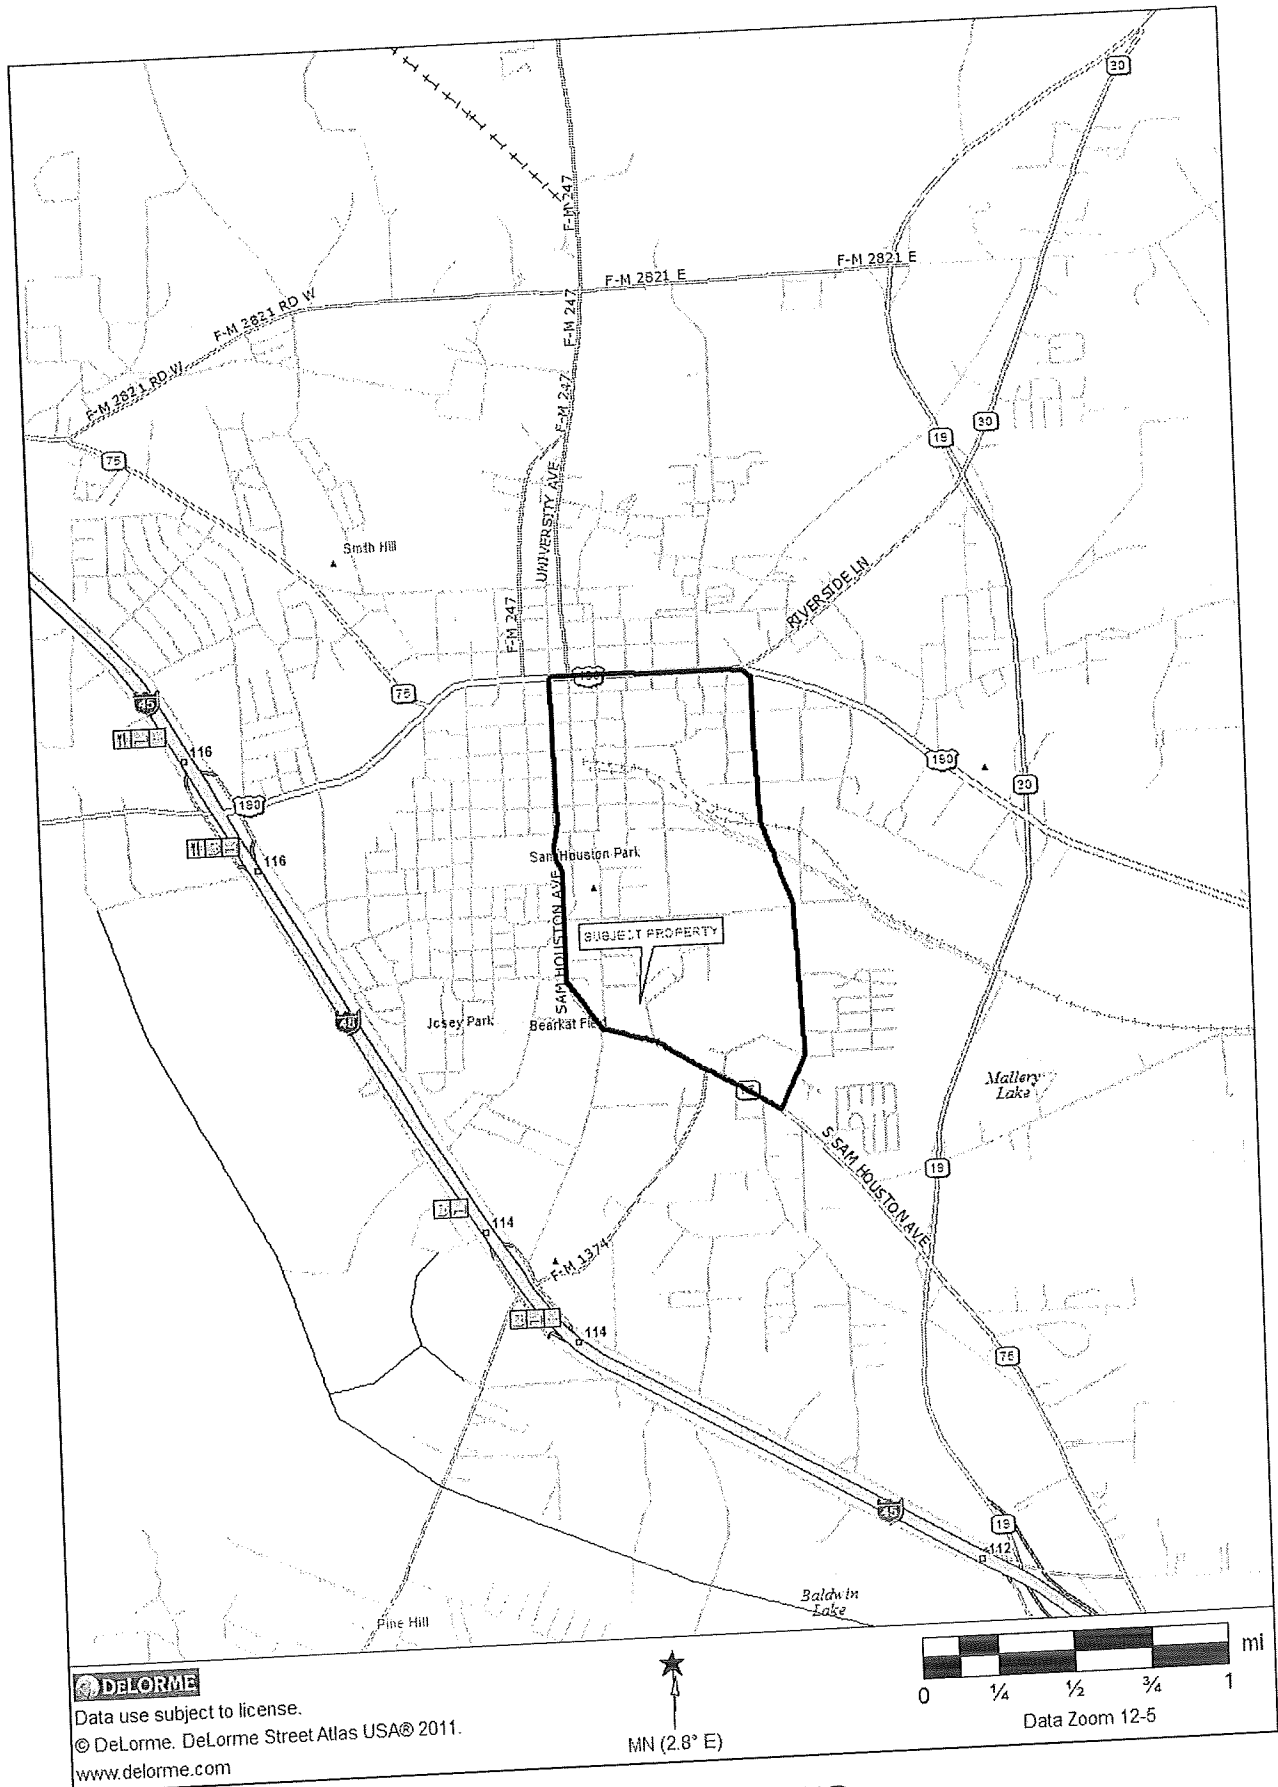 30
F-M 247
F-M 2821 E
F-M 2821 E
F-M 2821 RD W
F-M 247
F-M 2821 RD W
F-M 247
30
19
75
UNIVERSITY AVE
Smith Hill
RIVERSIDE LN
F-M 247
75
190
45
116
190
190
20
116
Sam Houston Park
SAM HOUSTON AVE
SUBJECT PROPERTY
45
Josey Park
Bearkat Field
Mallery
Lake
S SAM HOUSTON AVE
19
114
F-M 1374
114
75
45
19
112
Baldwin
Lake
Pine Hill
DELORME
Data use subject to license.
© DeLorme. DeLorme Street Atlas USA® 2011.
www.delorme.com
MN (2.8° E)
mi
0 ¼ ½ ¾ 1
Data Zoom 12-5